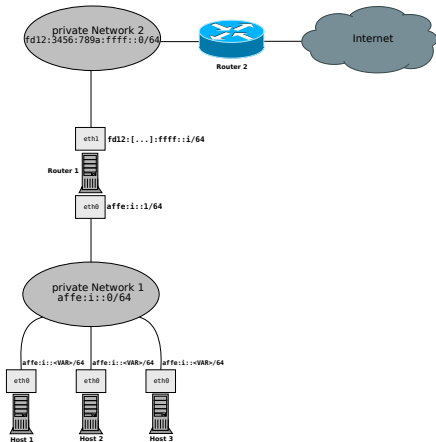 private Network 2
fd12:3456:789a:ffff::0/64
Internet
Router 2
eth1
fd12:[...]:ffff::i/64
Router 1
eth0
affe:i::1/64
private Network 1
affe:i::0/64
affe:i::<VAR>/64 affe:i::<VAR>/64 affe:i::<VAR>/64
eth0 eth0 eth0
Host 1 Host 2 Host 3